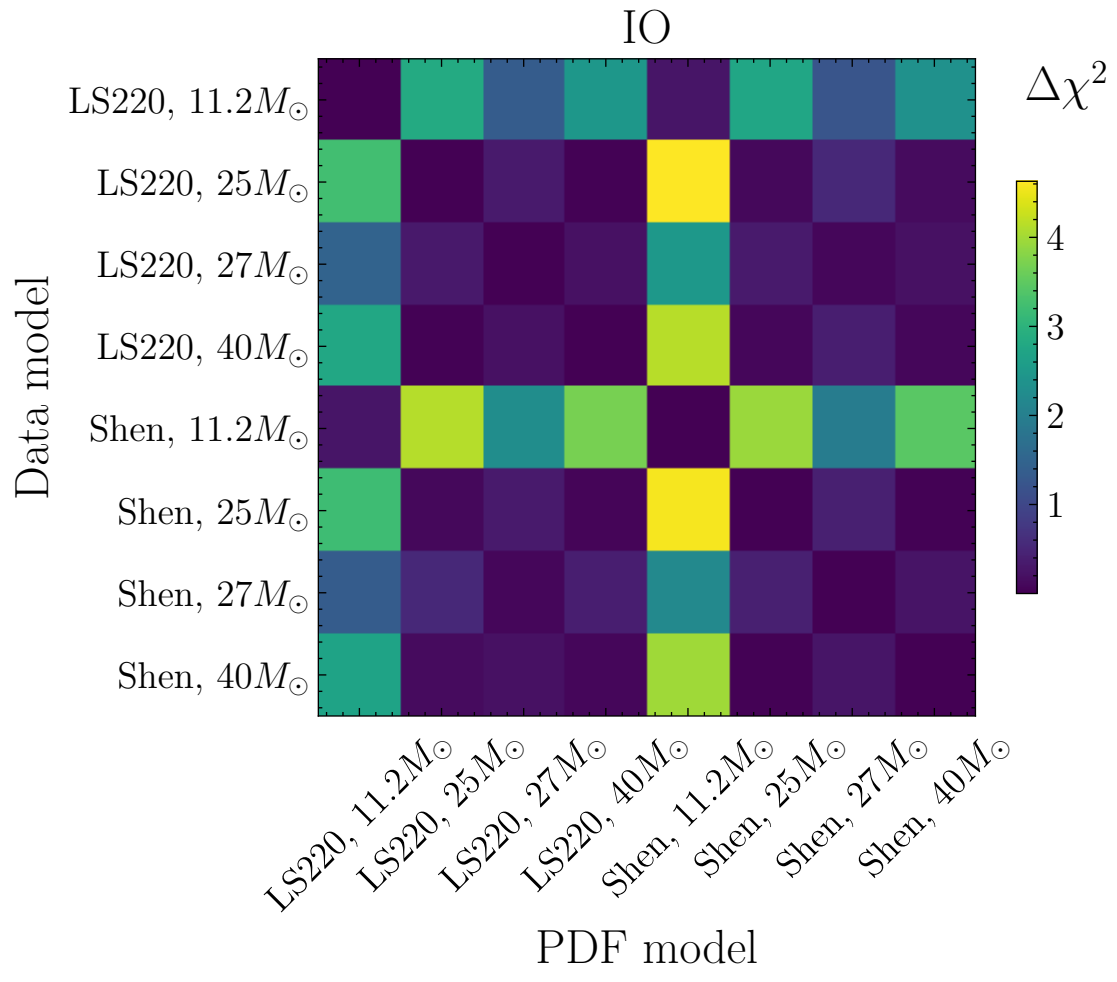 IO
Δχ²
LS220, 11.2M⊙
LS220, 25M⊙
LS220, 27M⊙
LS220, 40M⊙
Shen, 11.2M⊙
Shen, 25M⊙
Shen, 27M⊙
Shen, 40M⊙
Data model
4
3
2
1
LS220, 11.2M⊙
LS220, 25M⊙
LS220, 27M⊙
LS220, 40M⊙
Shen, 11.2M⊙
Shen, 25M⊙
Shen, 27M⊙
Shen, 40M⊙
PDF model